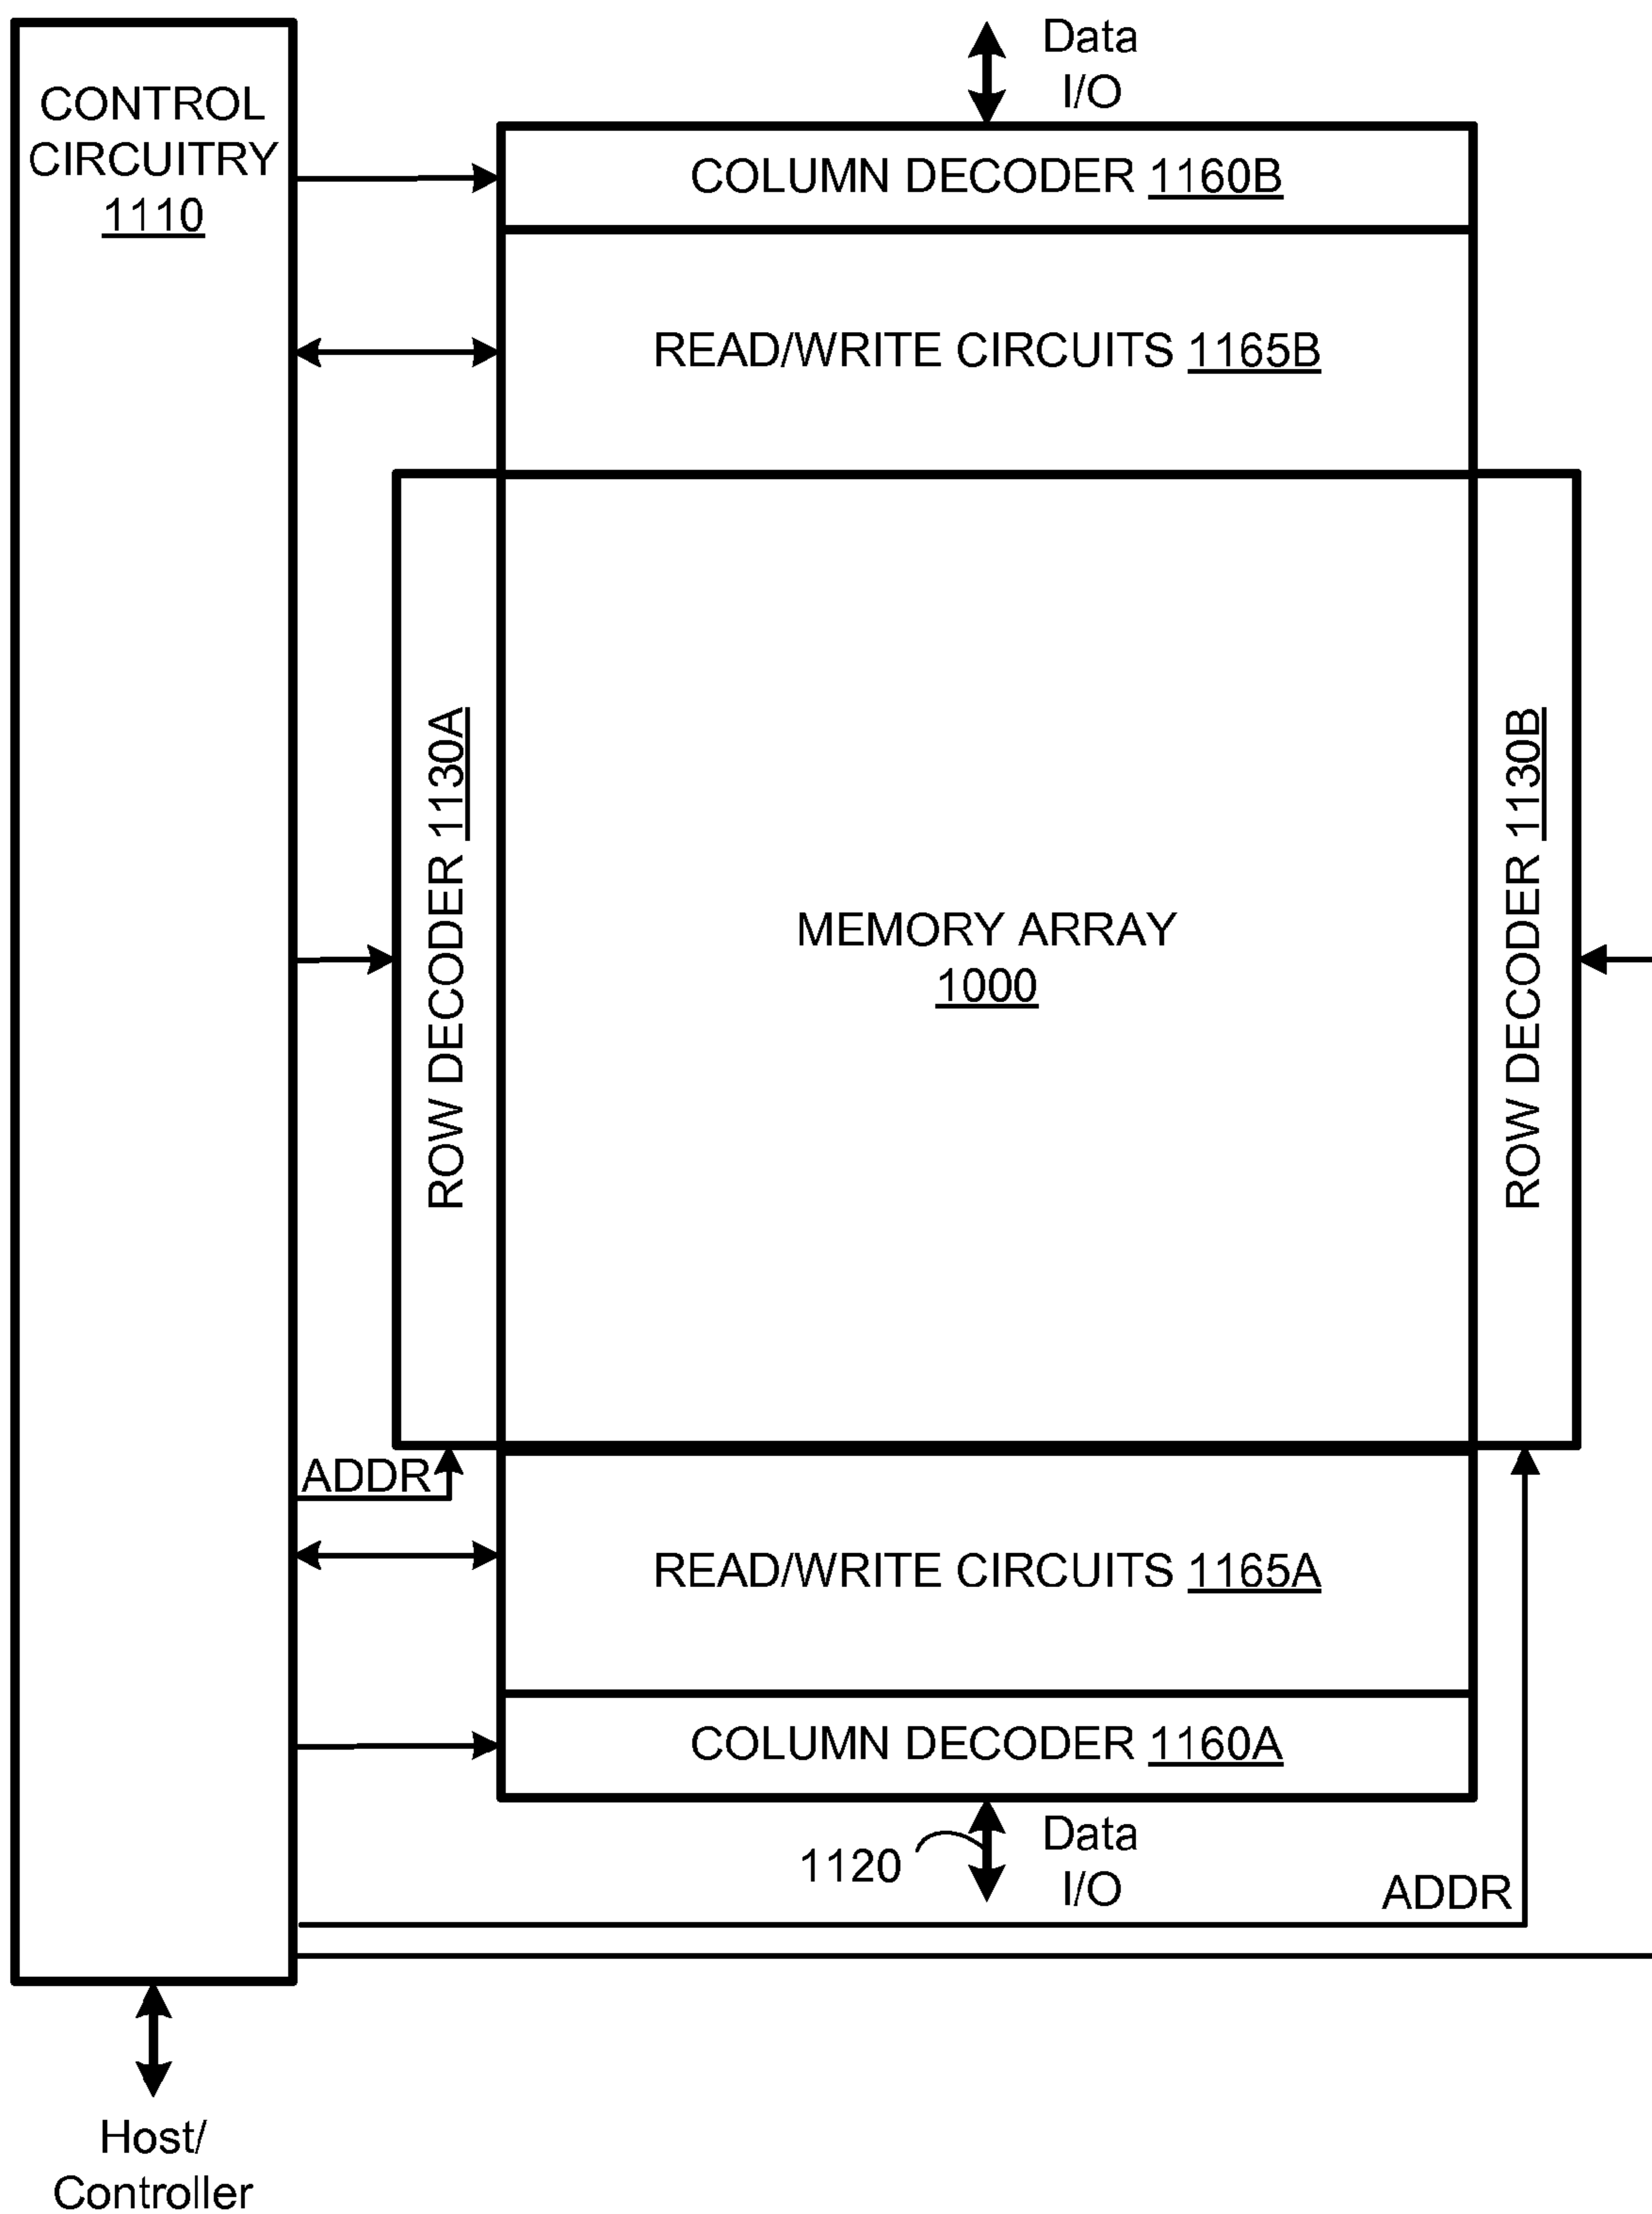 Data
I/O
CONTROL
CIRCUITRY
1110
COLUMN DECODER 1160B
READ/WRITE CIRCUITS 1165B
ROW DECODER 1130A
MEMORY ARRAY
1000
ROW DECODER 1130B
ADDR
READ/WRITE CIRCUITS 1165A
COLUMN DECODER 1160A
1120
Data
I/O
ADDR
Host/
Controller